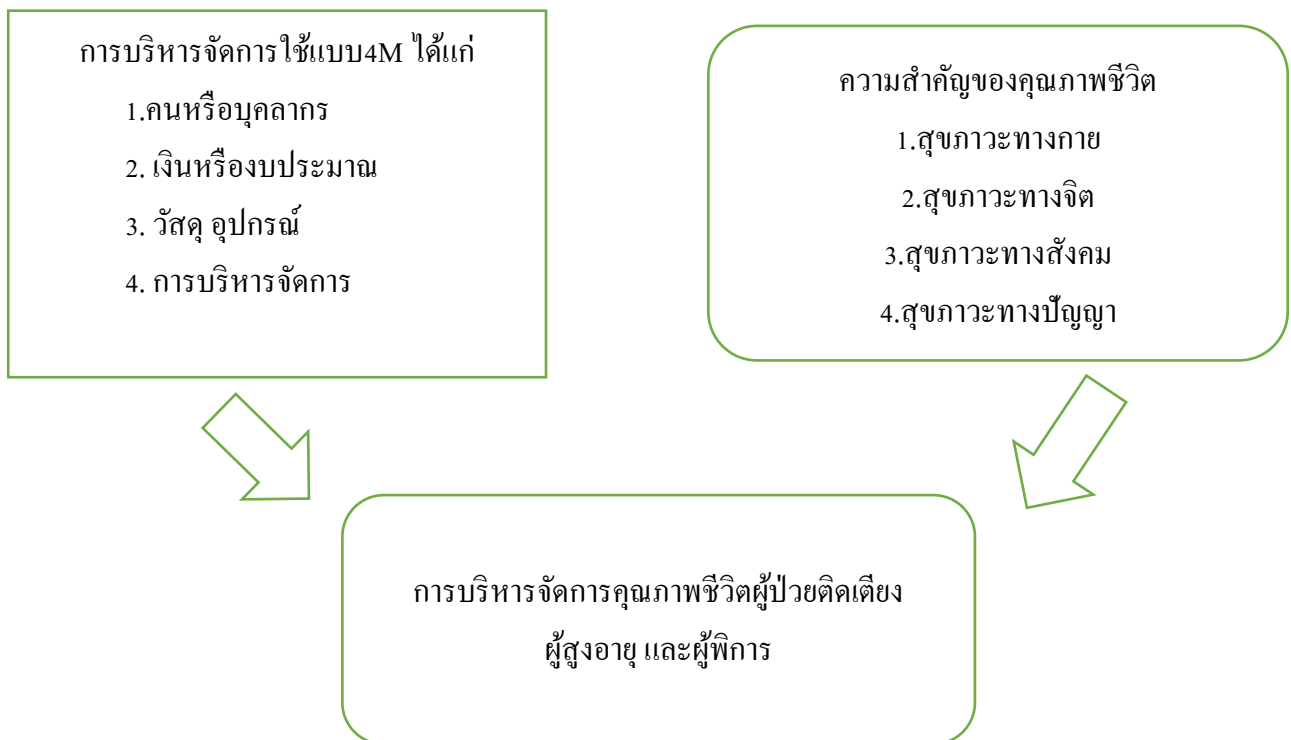 การบริหารจัดการใช้แบบ4M ได้แก่
1.คนหรือบุคลากร
2. เงินหรืองบประมาณ
3. วัสดุ อุปกรณ์
4. การบริหารจัดการ
ความสำคัญของคุณภาพชีวิต
1.สุขภาวะทางกาย
2.สุขภาวะทางจิต
3.สุขภาวะทางสังคม
4.สุขภาวะทางปัญญา
การบริหารจัดการคุณภาพชีวิตผู้ป่วยติดเตียง
ผู้สูงอายุ และผู้พิการ